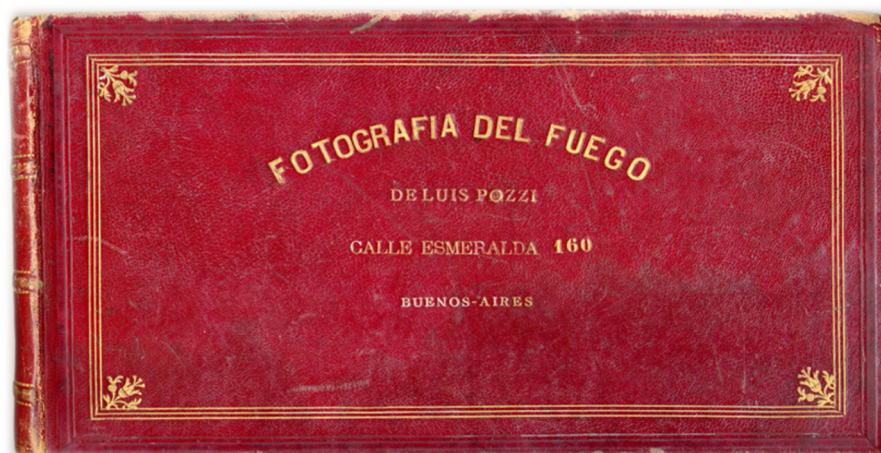 FOTOGRAFIA DEL FUEGO
DE LUIS POZZI
CALLE ESMERALDA 160
BUENOS-AIRES